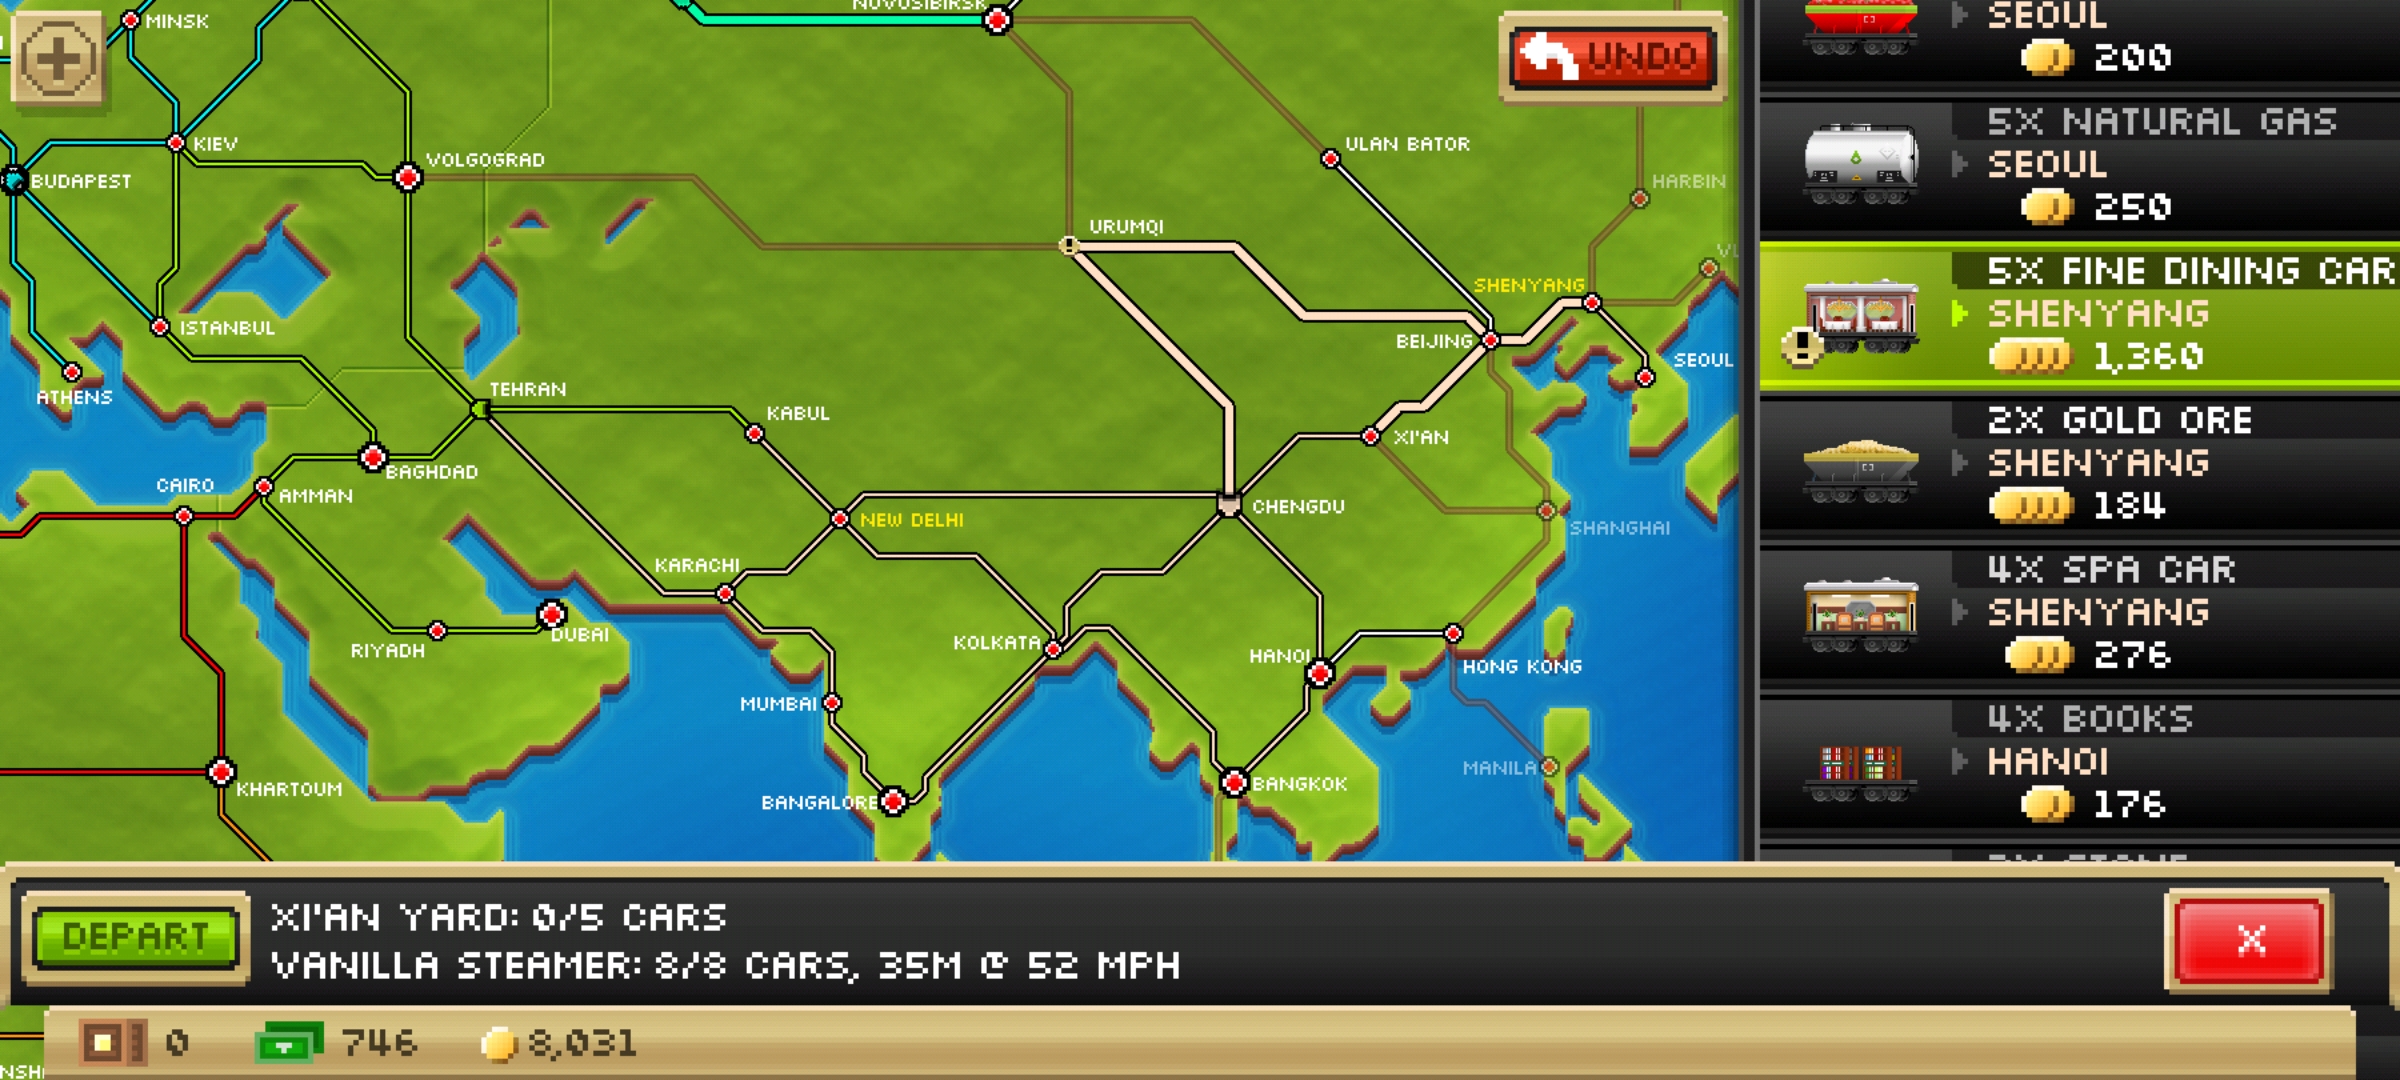 MINSK
NOVOSIBIRSK
UNDO
KIEV
VOLGOGRAD
ULAN BATOR
BUDAPEST
HARBIN
URUMQI
SHENYANG
ISTANBUL
BEIJING
SEOUL
ATHENS
TEHRAN
KABUL
XI'AN
BAGHDAD
CAIRO
AMMAN
CHENGDU
NEW DELHI
SHANGHAI
KARACHI
DUBAI
RIYADH
KOLKATA
HANOI
HONG KONG
MUMBAI
MANILA
KHARTOUM
BANGALORE
BANGKOK
SEOUL
200
5X NATURAL GAS
SEOUL
250
5X FINE DINING CAR
SHENYANG
1,360
2X GOLD ORE
SHENYANG
184
4X SPA CAR
SHENYANG
276
4X BOOKS
HANOI
176
DEPART
XI'AN YARD: 0/5 CARS
VANILLA STEAMER: 8/8 CARS, 35M @ 52 MPH
X
0
746
8,031